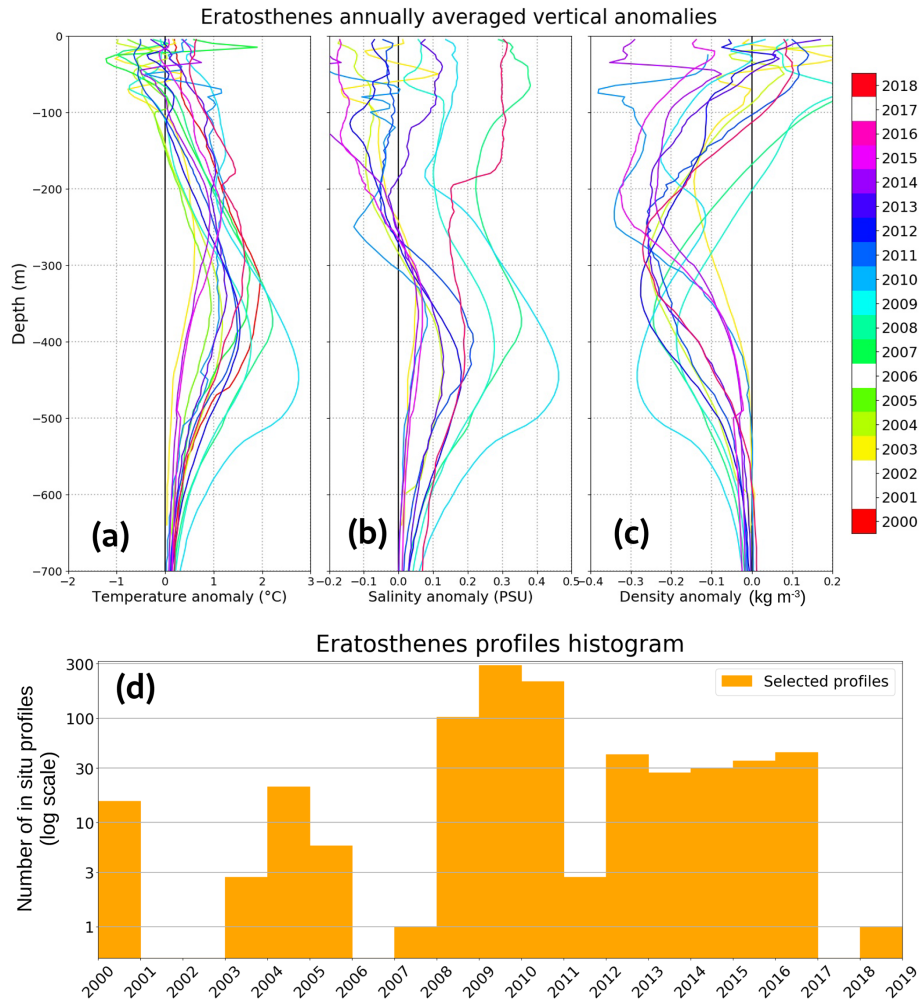 Eratosthenes annually averaged vertical anomalies
0
−100
−200
−300
−400
−500
−600
−700
Depth (m)
(a)
−2 −1 0 1 2 3
Temperature anomaly (°C)
(b)
−0.2 −0.1 0.0 0.1 0.2 0.3 0.4 0.5
Salinity anomaly (PSU)
(c)
−0.4 −0.3 −0.2 −0.1 0.0 0.1 0.2
Density anomaly (kg m-³)
2018
2017
2016
2015
2014
2013
2012
2011
2010
2009
2008
2007
2006
2005
2004
2003
2002
2001
2000
Eratosthenes profiles histogram
(d)
Selected profiles
300
100
30
10
3
1
Number of in situ profiles
(log scale)
2000 2001 2002 2003 2004 2005 2006 2007 2008 2009 2010 2011 2012 2013 2014 2015 2016 2017 2018 2019